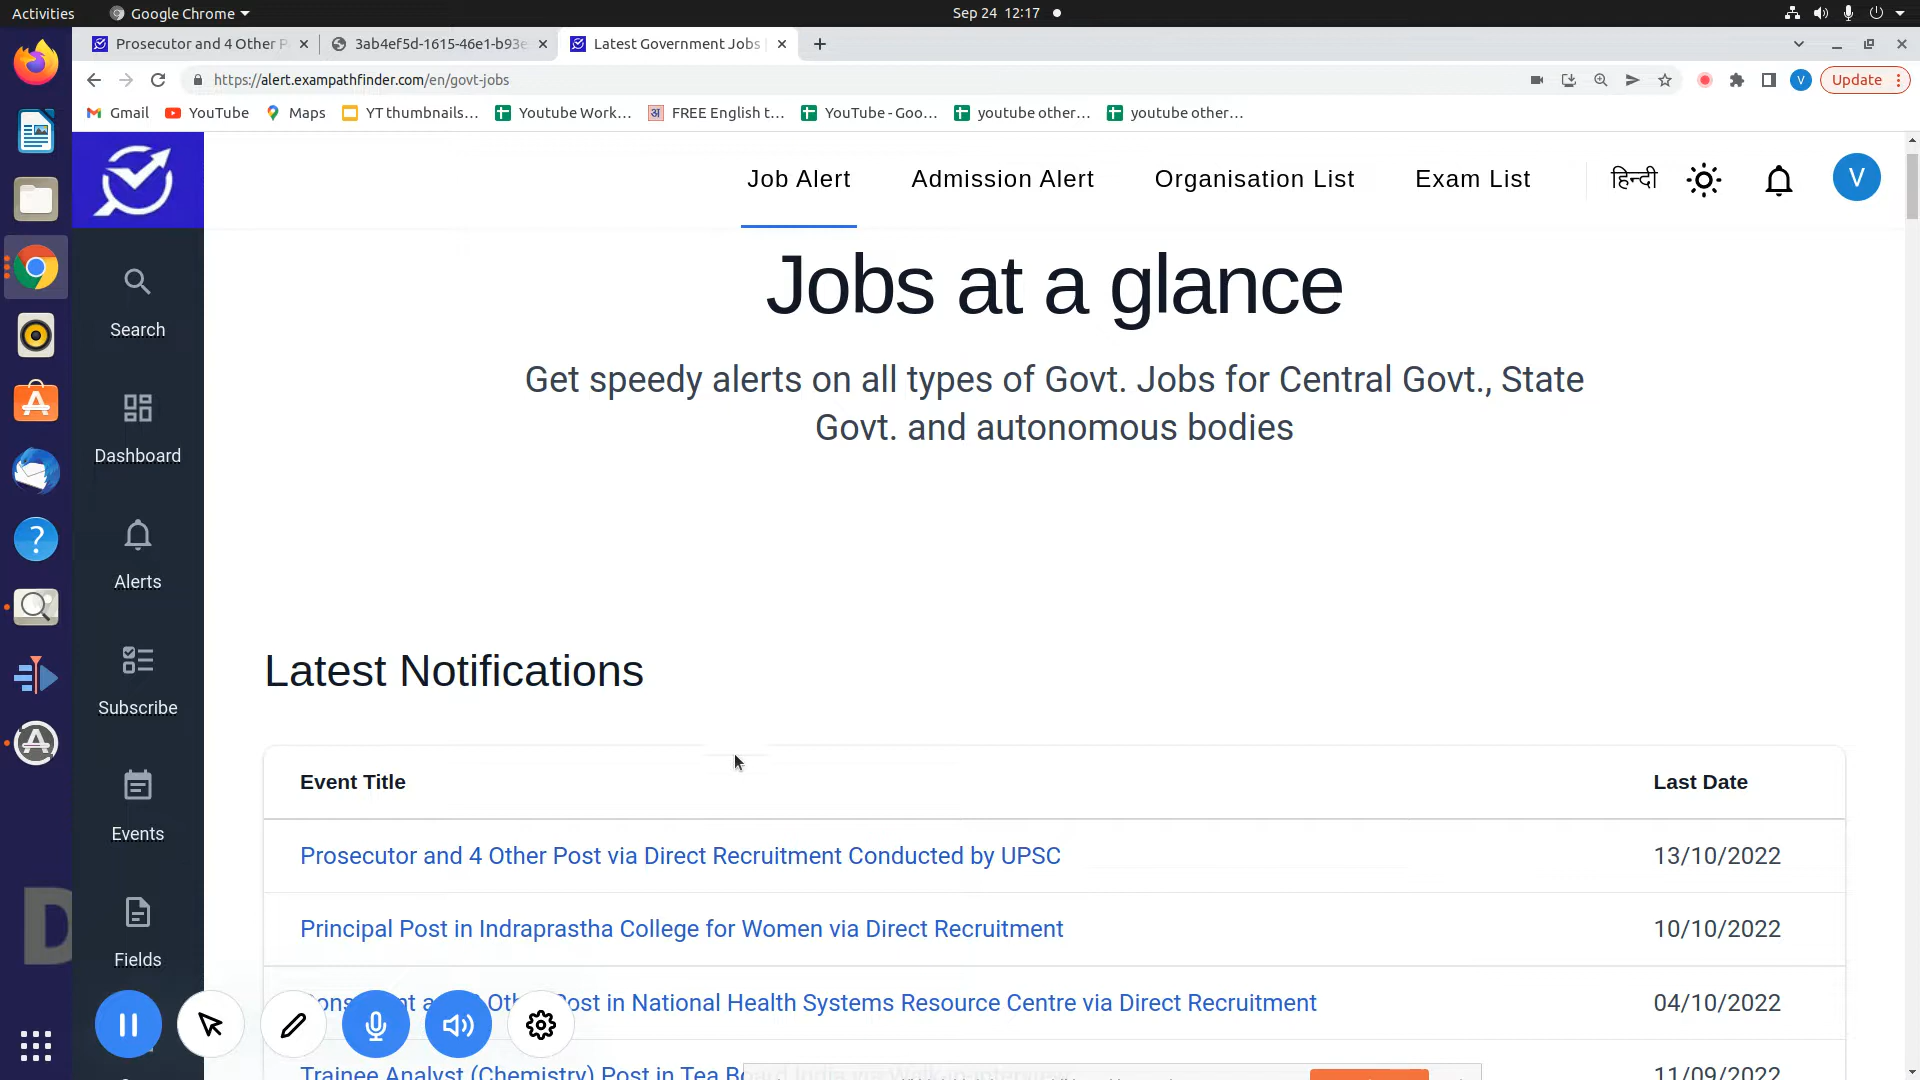 Activities
Google Chrome
Sep 24 12:17
Prosecutor and 4 Other P
3ab4ef5d-1615-46e1-b93e
Latest Government Jobs
https://alert.exampathfinder.com/en/govt-jobs
V
Update
Gmail
YouTube
Maps
YT thumbnails...
Youtube Work...
FREE English t...
YouTube - Goo...
youtube other...
youtube other...
Job Alert
Admission Alert
Organisation List
Exam List
हिन्दी
V
Search
Dashboard
Alerts
Subscribe
Events
Fields
Jobs at a glance
Get speedy alerts on all types of Govt. Jobs for Central Govt., State
Govt. and autonomous bodies
Latest Notifications
Event Title
Last Date
Prosecutor and 4 Other Post via Direct Recruitment Conducted by UPSC
13/10/2022
Principal Post in Indraprastha College for Women via Direct Recruitment
10/10/2022
Post in National Health Systems Resource Centre via Direct Recruitment
04/10/2022
Trainee Analyst (Chemistry) Post in Tea Board India via Walk in interview
11/09/2022